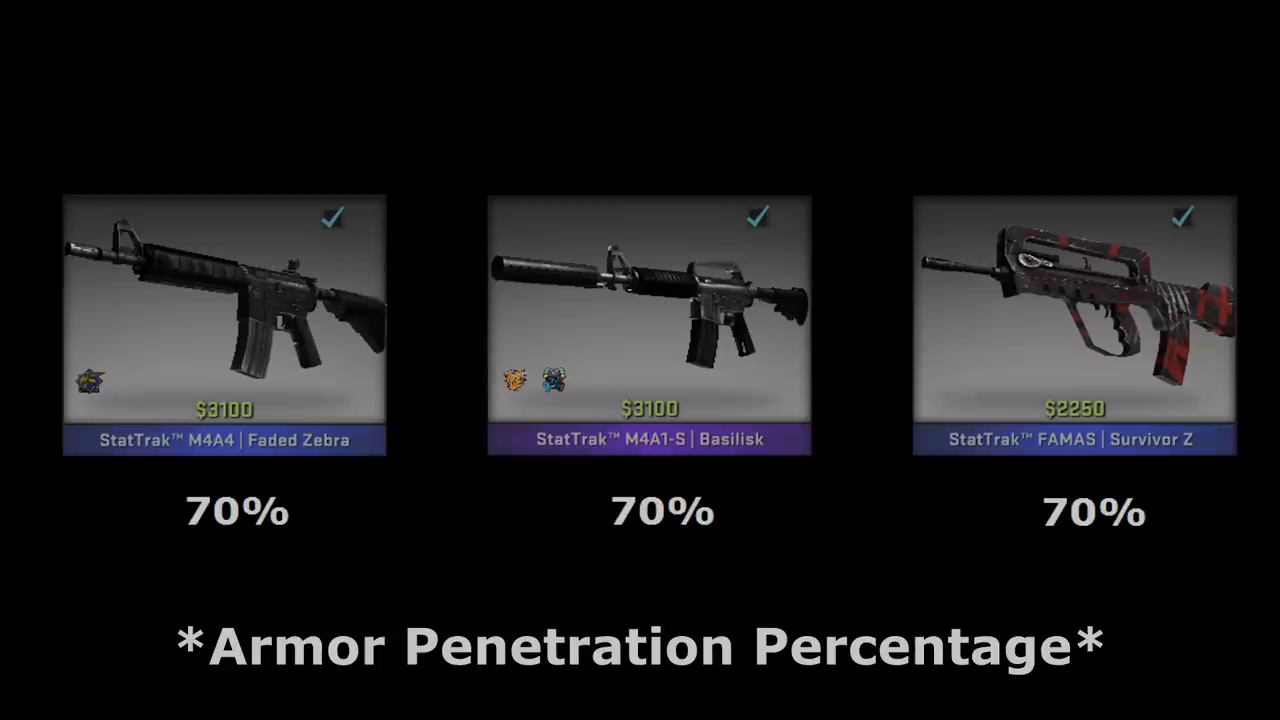 $3100
StatTrak™ M4A4 | Faded Zebra
70%
$3100
StatTrak™ M4A1-S | Basilisk
70%
$2250
StatTrak™ FAMAS | Survivor Z
70%
*Armor Penetration Percentage*